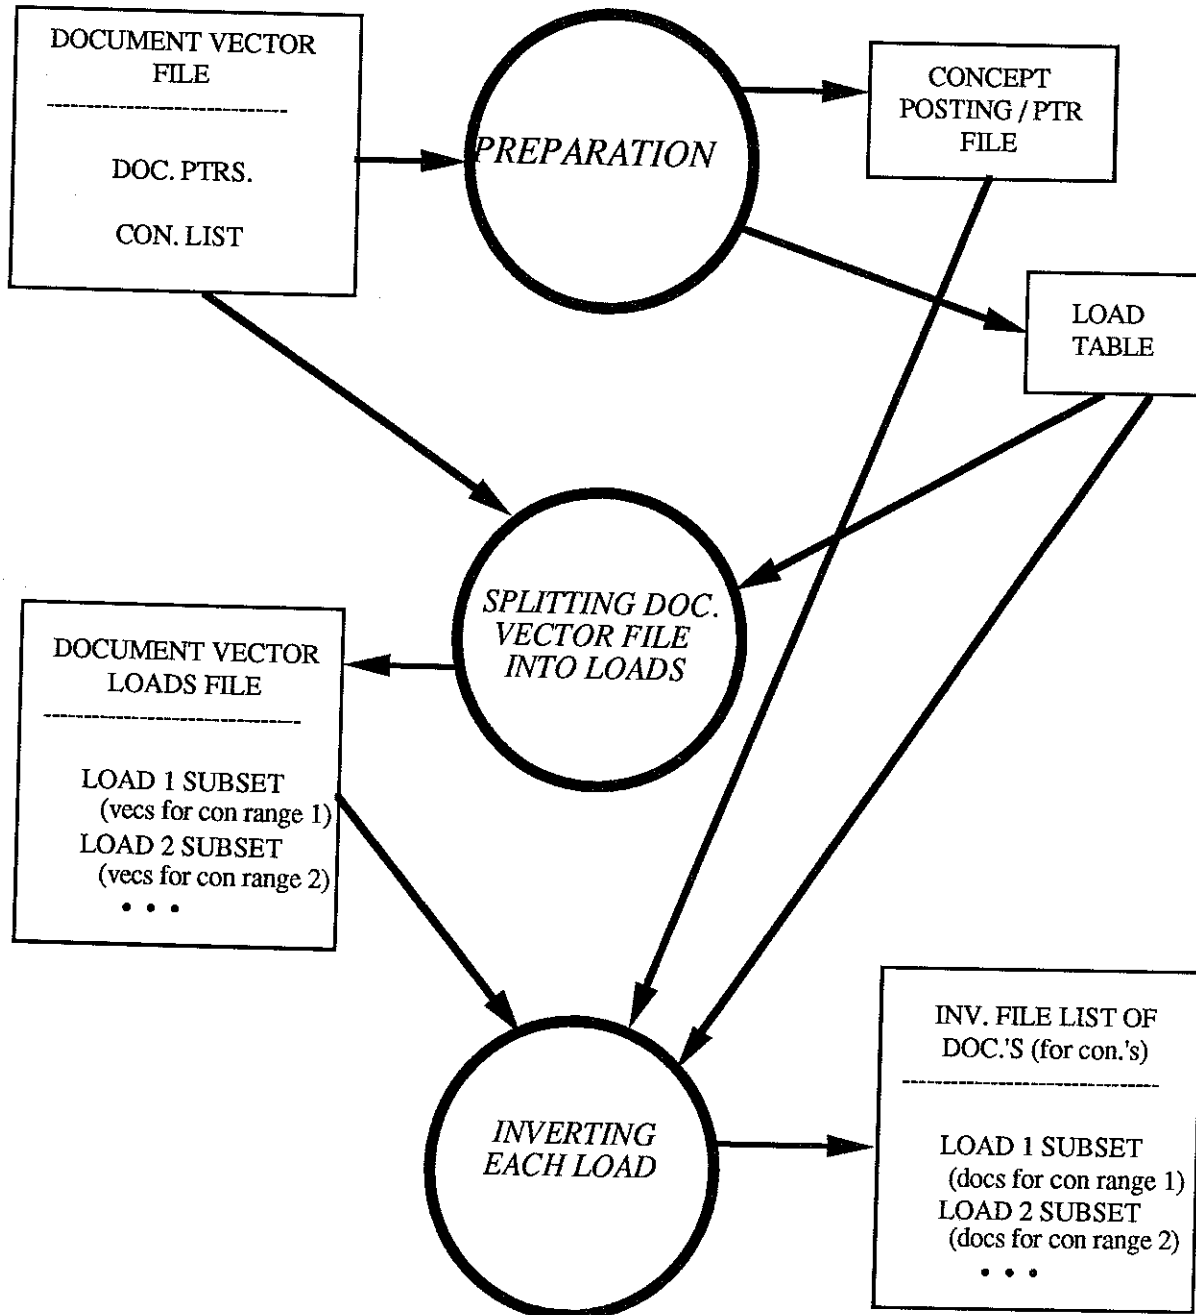 DOCUMENT VECTOR
FILE
DOC. PTRS.
CON. LIST
PREPARATION
CONCEPT
POSTING / PTR
FILE
LOAD
TABLE
SPLITTING DOC.
VECTOR FILE
INTO LOADS
DOCUMENT VECTOR
LOADS FILE
LOAD 1 SUBSET
(vecs for con range 1)
LOAD 2 SUBSET
(vecs for con range 2)
• • •
INVERTING
EACH LOAD
INV. FILE LIST OF
DOC.'S (for con.'s)
LOAD 1 SUBSET
(docs for con range 1)
LOAD 2 SUBSET
(docs for con range 2)
• • •